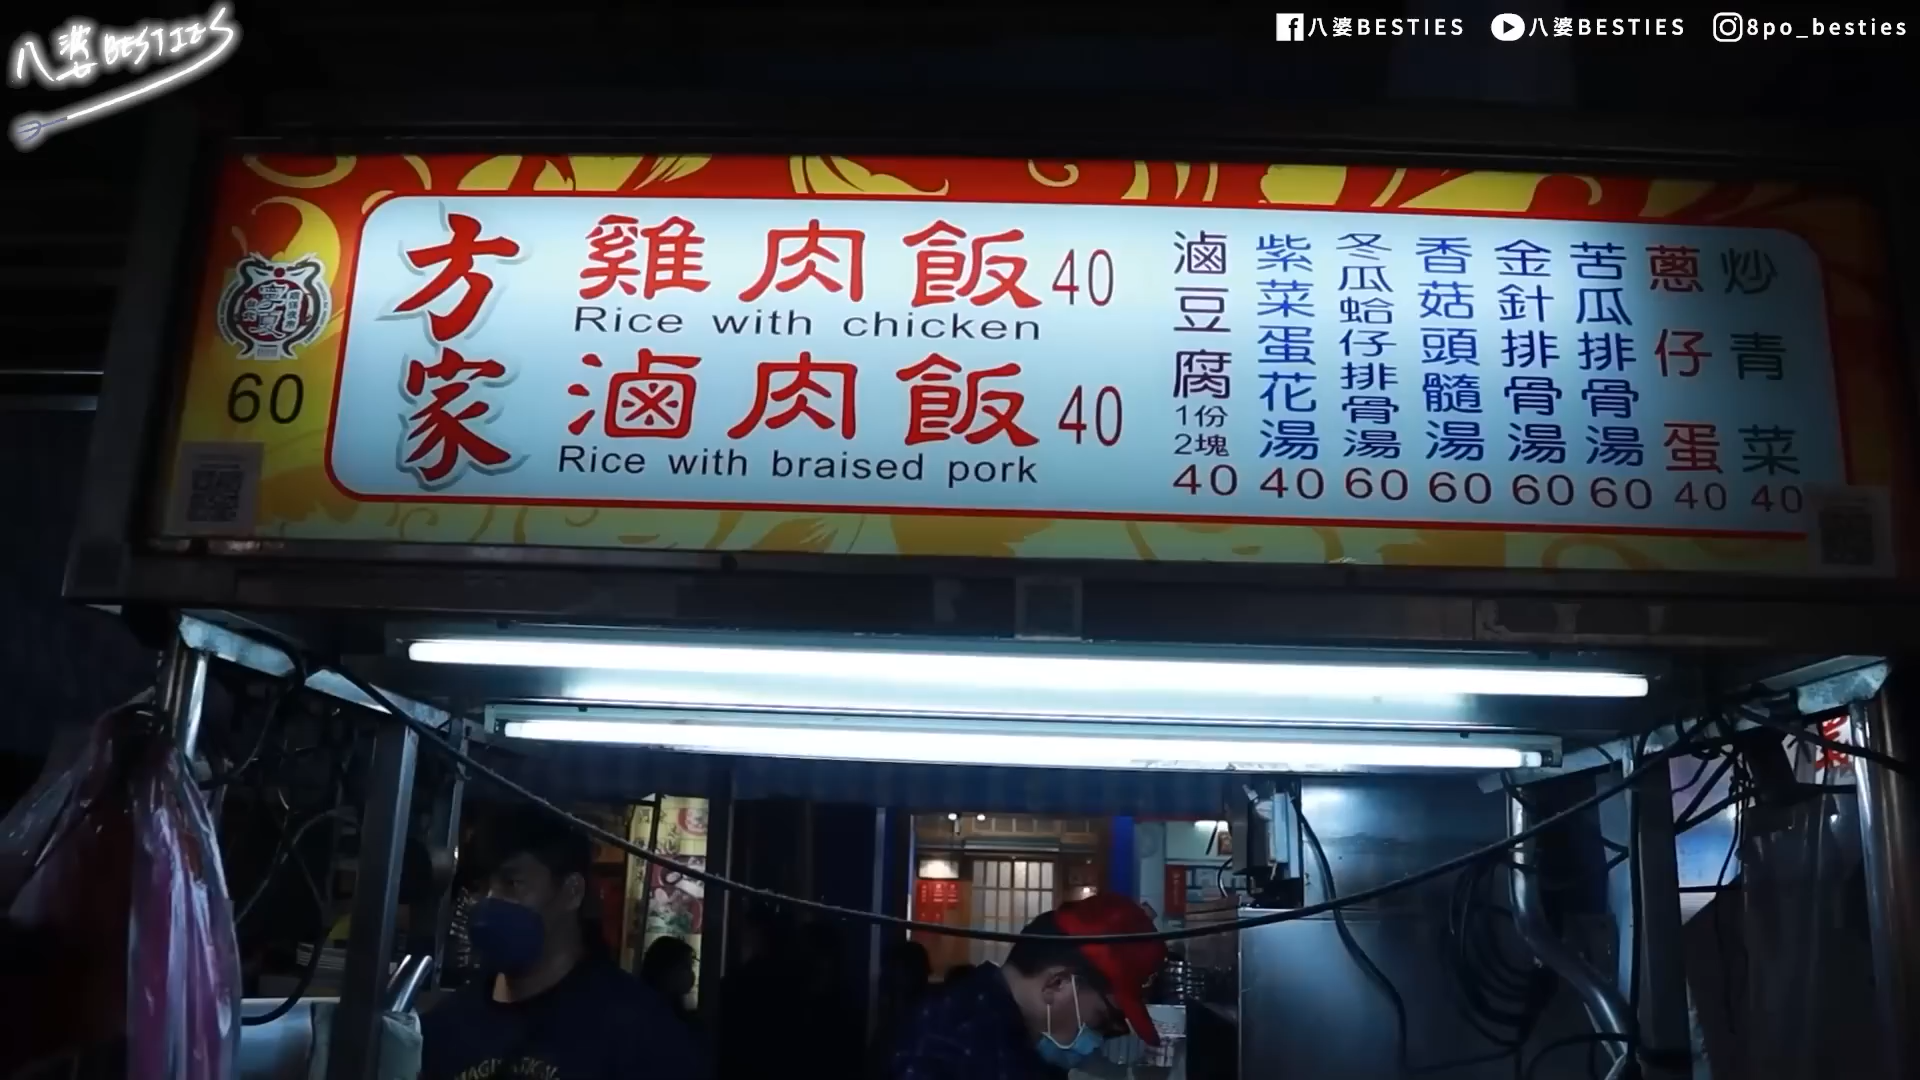 八婆BESTIES
八婆BESTIES
八婆BESTIES
8po_besties
寧夏
60
方家
雞肉飯 40
Rice with chicken
滷肉飯 40
Rice with braised pork
滷豆腐 1份2塊 40
紫菜蛋花湯 40
冬瓜蛤仔排骨湯 60
香菇頭髓湯 60
金針排骨湯 60
苦瓜排骨湯 60
蔥仔蛋 40
炒青菜 40